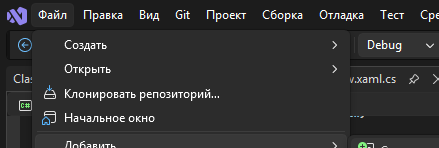 Файл Правка Вид Git Проект Сборка Отладка Тест
Создать
Debug
Открыть
Клонировать репозиторий...
w.xaml.cs
C#
Начальное окно
Добавить